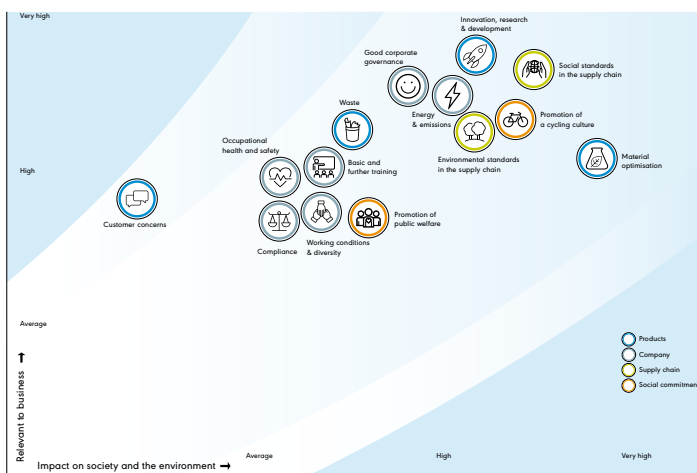 Very high
Innovation, research
& development
Good corporate
governance
Social standards
in the supply chain
Waste
Energy
& emissions
Promotion of
a cycling culture
Occupational
health and safety
Basic and
further training
Environmental standards
in the supply chain
Material
optimisation
High
Customer concerns
Promotion of
public welfare
Compliance
Working conditions
& diversity
Average
Products
Company
Supply chain
Social commitment
Relevant to business →
Average
High
Very high
Impact on society and the environment →